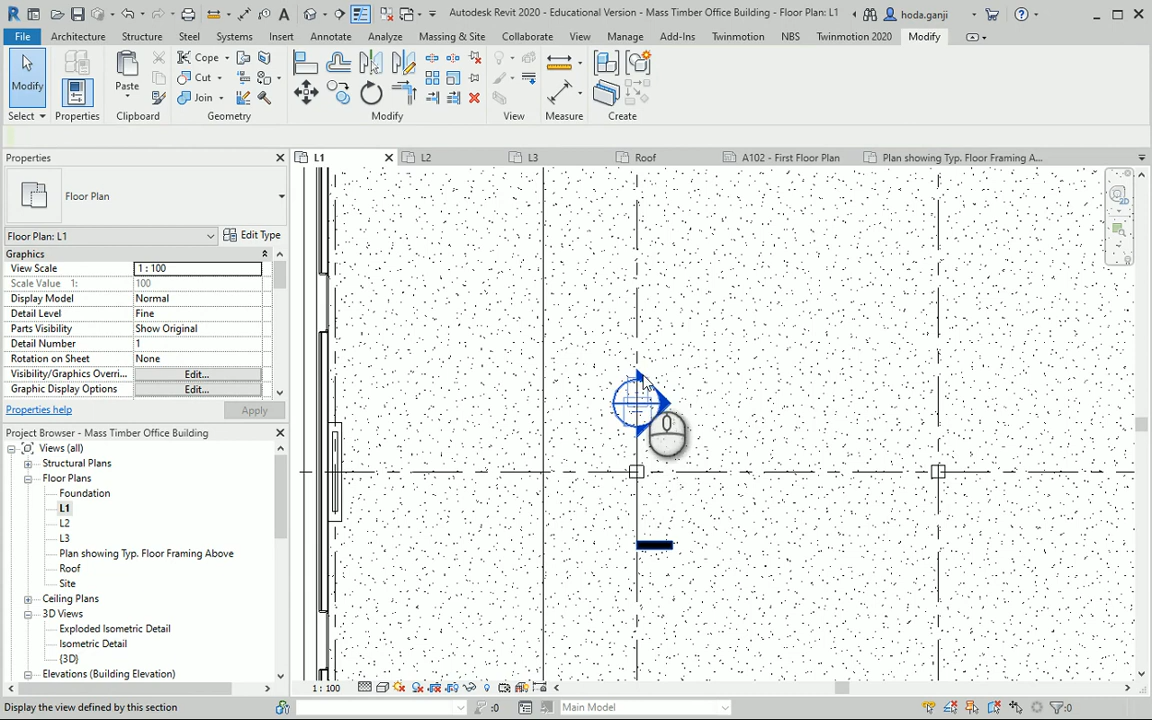 Autodesk Revit 2020 - Educational Version - Mass Timber Office Building - Floor Plan: L1
hoda.ganji
File Architecture Structure Steel Systems Insert Annotate Analyze Massing & Site Collaborate View Manage Add-Ins Twinmotion NBS Twinmotion 2020 Modify
Modify
Paste
Cope
Cut
Join
Select Properties Clipboard Geometry Modify View Measure Create
Properties
L1
L2
L3
Roof
A102 - First Floor Plan
Plan showing Typ. Floor Framing A...
Floor Plan
Floor Plan: L1
Edit Type
Graphics
View Scale 1 : 100
Scale Value 1: 100
Display Model Normal
Detail Level Fine
Parts Visibility Show Original
Detail Number 1
Rotation on Sheet None
Visibility/Graphics Overri... Edit...
Graphic Display Options Edit...
Properties help
Apply
Project Browser - Mass Timber Office Building
Views (all)
Structural Plans
Floor Plans
Foundation
L1
L2
L3
Plan showing Typ. Floor Framing Above
Roof
Site
Ceiling Plans
3D Views
Exploded Isometric Detail
Isometric Detail
{3D}
Elevations (Building Elevation)
2D
1 : 100
Display the view defined by this section
:0
Main Model
:0